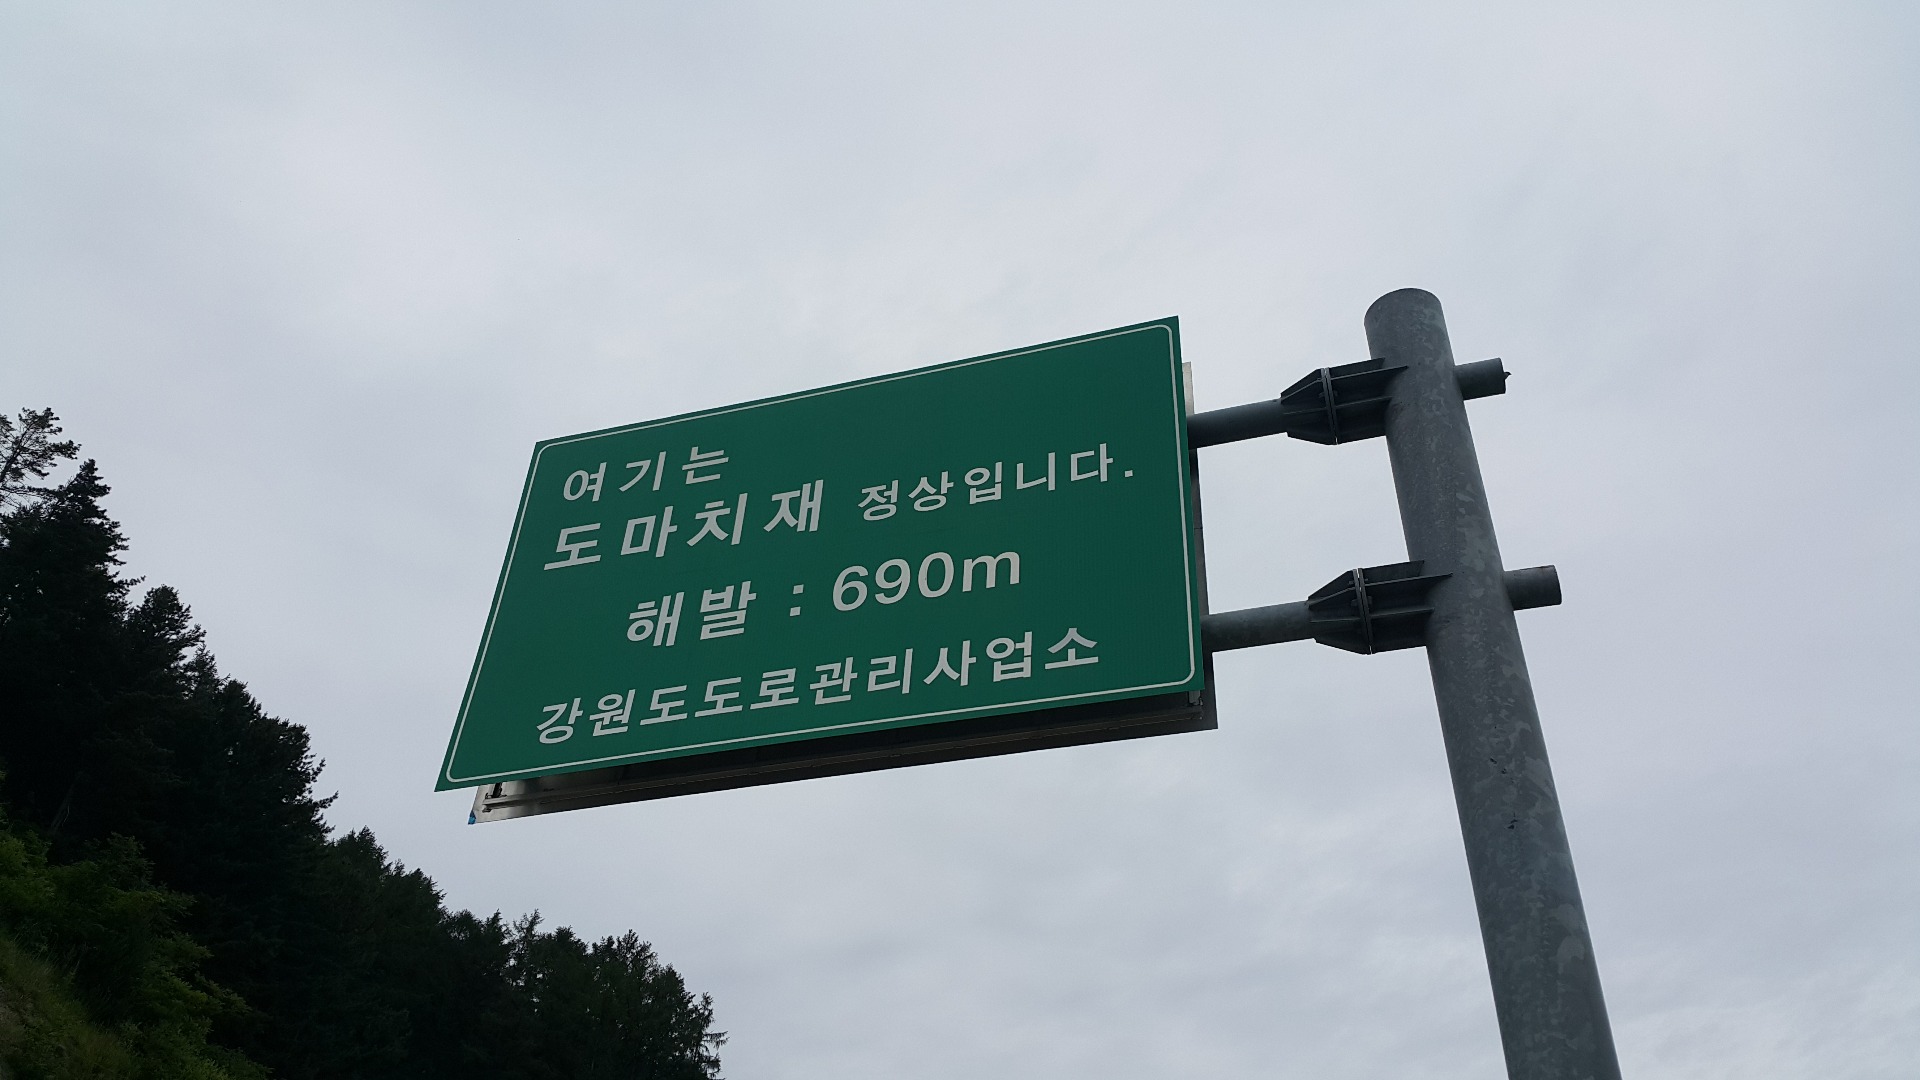 여기는
도마치재 정상입니다.
해발 : 690m
강원도도로관리사업소